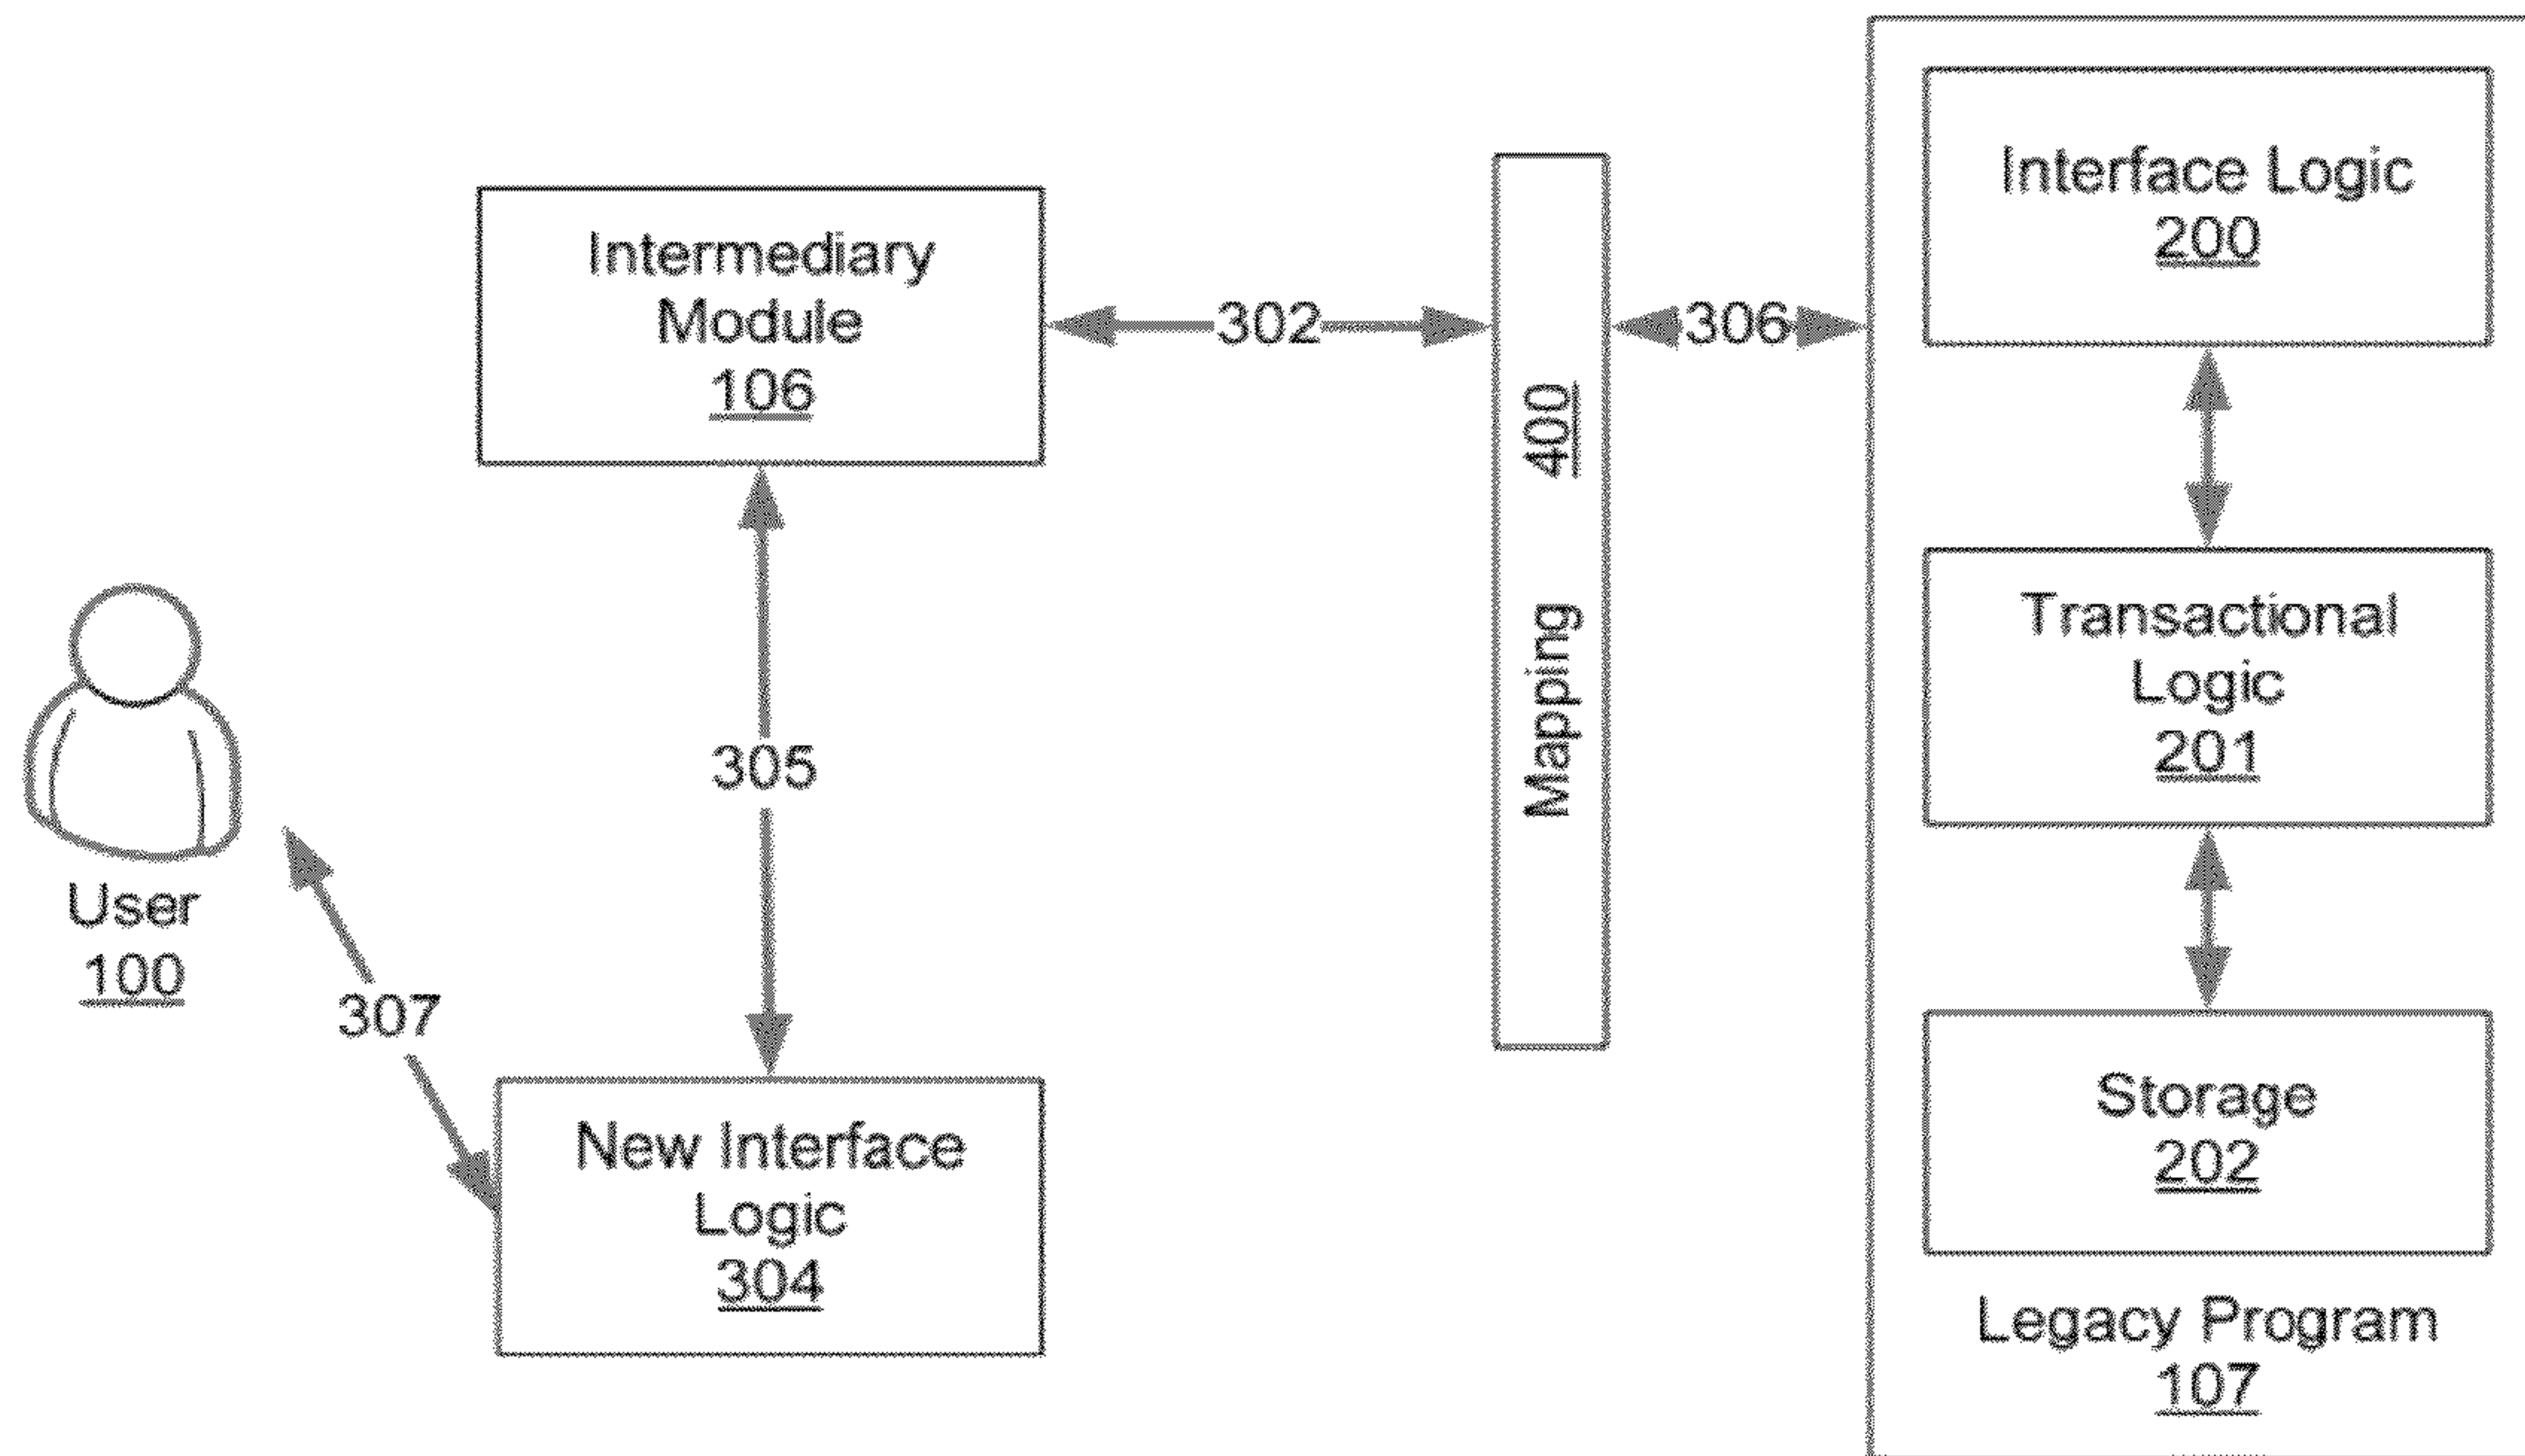 Interface Logic
200
Intermediary
Module
106
302
306
400
Mapping
Transactional
Logic
201
305
User
100
307
New Interface
Logic
304
Storage
202
Legacy Program
107